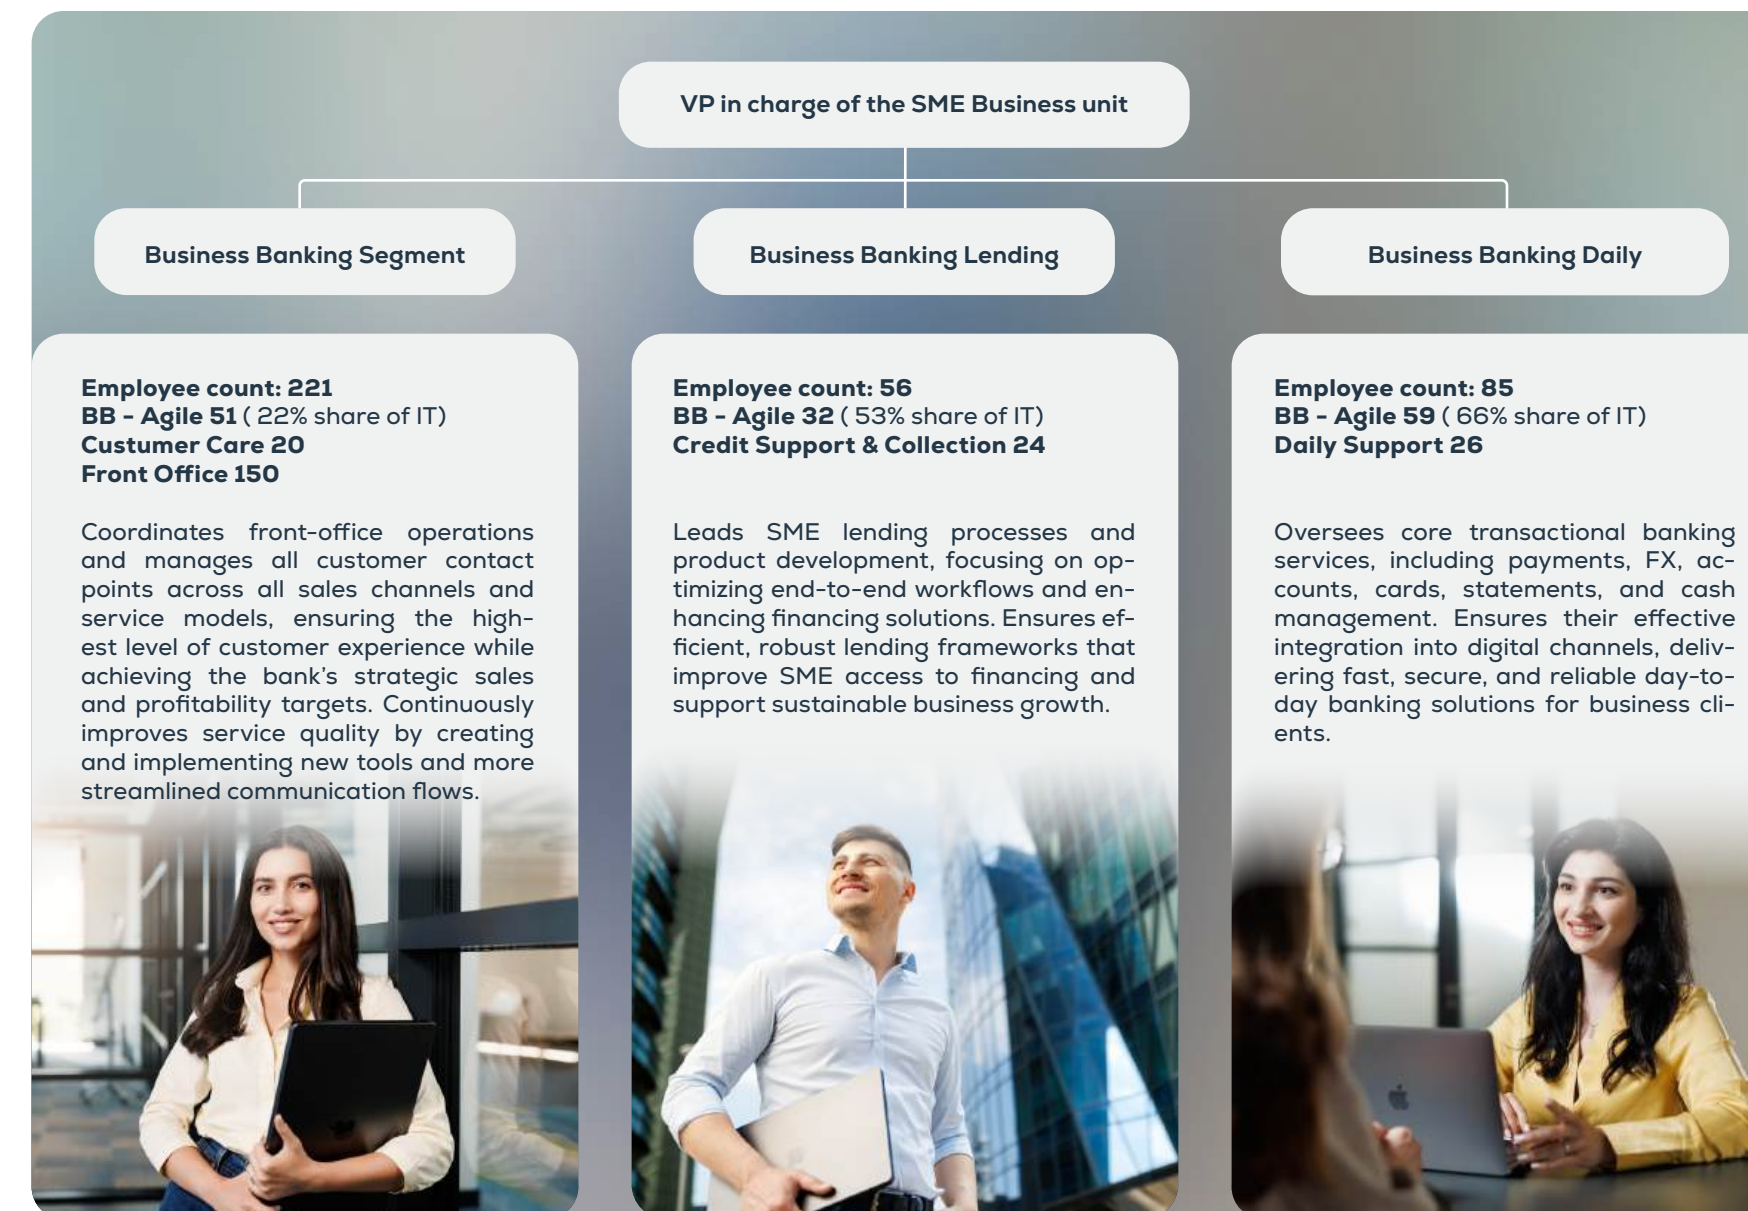 VP in charge of the SME Business unit
Business Banking Segment
Business Banking Lending
Business Banking Daily
Employee count: 221
BB - Agile 51 ( 22% share of IT)
Custumer Care 20
Front Office 150
Coordinates front-office operations
and manages all customer contact
points across all sales channels and
service models, ensuring the high-
est level of customer experience while
achieving the bank's strategic sales
and profitability targets. Continuously
improves service quality by creating
and implementing new tools and more
streamlined communication flows.
Employee count: 56
BB - Agile 32 ( 53% share of IT)
Credit Support & Collection 24
Leads SME lending processes and
product development, focusing on op-
timizing end-to-end workflows and en-
hancing financing solutions. Ensures ef-
ficient, robust lending frameworks that
improve SME access to financing and
support sustainable business growth.
Employee count: 85
BB - Agile 59 ( 66% share of IT)
Daily Support 26
Oversees core transactional banking
services, including payments, FX, ac-
counts, cards, statements, and cash
management. Ensures their effective
integration into digital channels, deliv-
ering fast, secure, and reliable day-to-
day banking solutions for business cli-
ents.